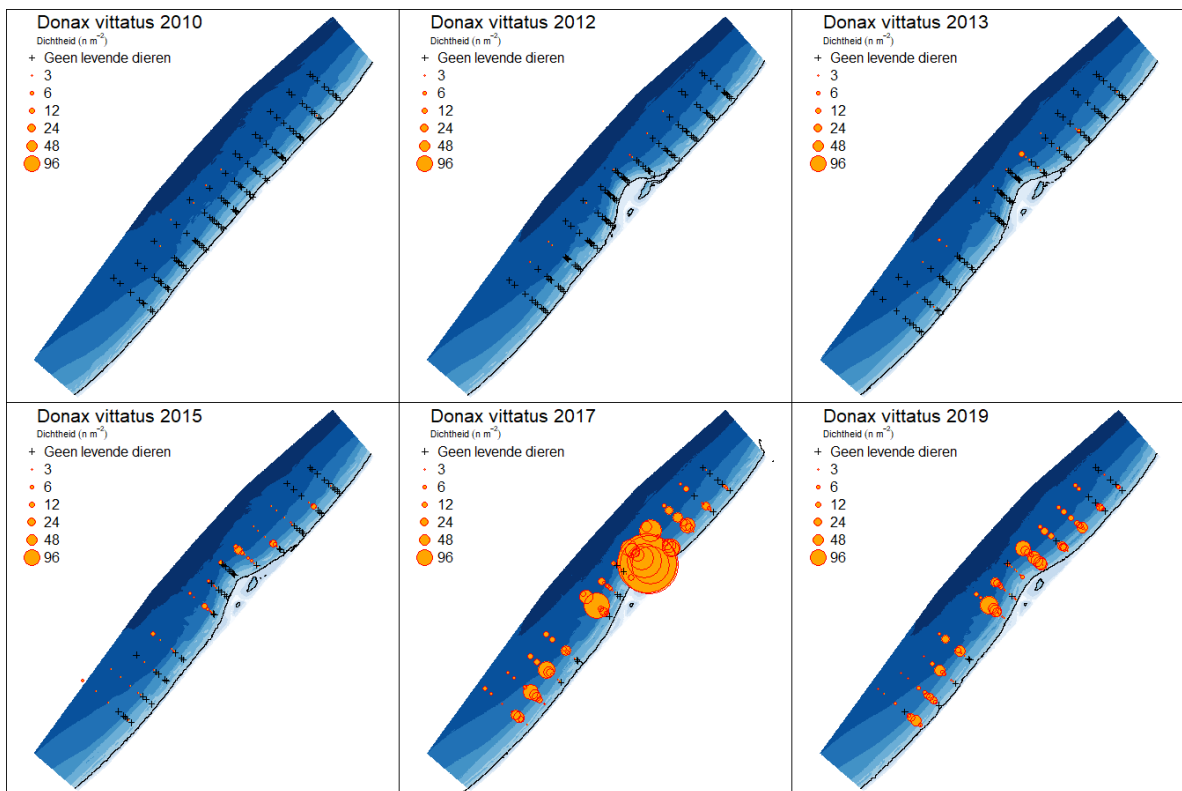 Donax vittatus 2010
Dichtheid (n m⁻²)
+ Geen levende dieren
3
6
12
24
48
96
Donax vittatus 2012
Dichtheid (n m⁻²)
+ Geen levende dieren
3
6
12
24
48
96
Donax vittatus 2013
Dichtheid (n m⁻²)
+ Geen levende dieren
3
6
12
24
48
96
Donax vittatus 2015
Dichtheid (n m⁻²)
+ Geen levende dieren
3
6
12
24
48
96
Donax vittatus 2017
Dichtheid (n m⁻²)
+ Geen levende dieren
3
6
12
24
48
96
Donax vittatus 2019
Dichtheid (n m⁻²)
+ Geen levende dieren
3
6
12
24
48
96